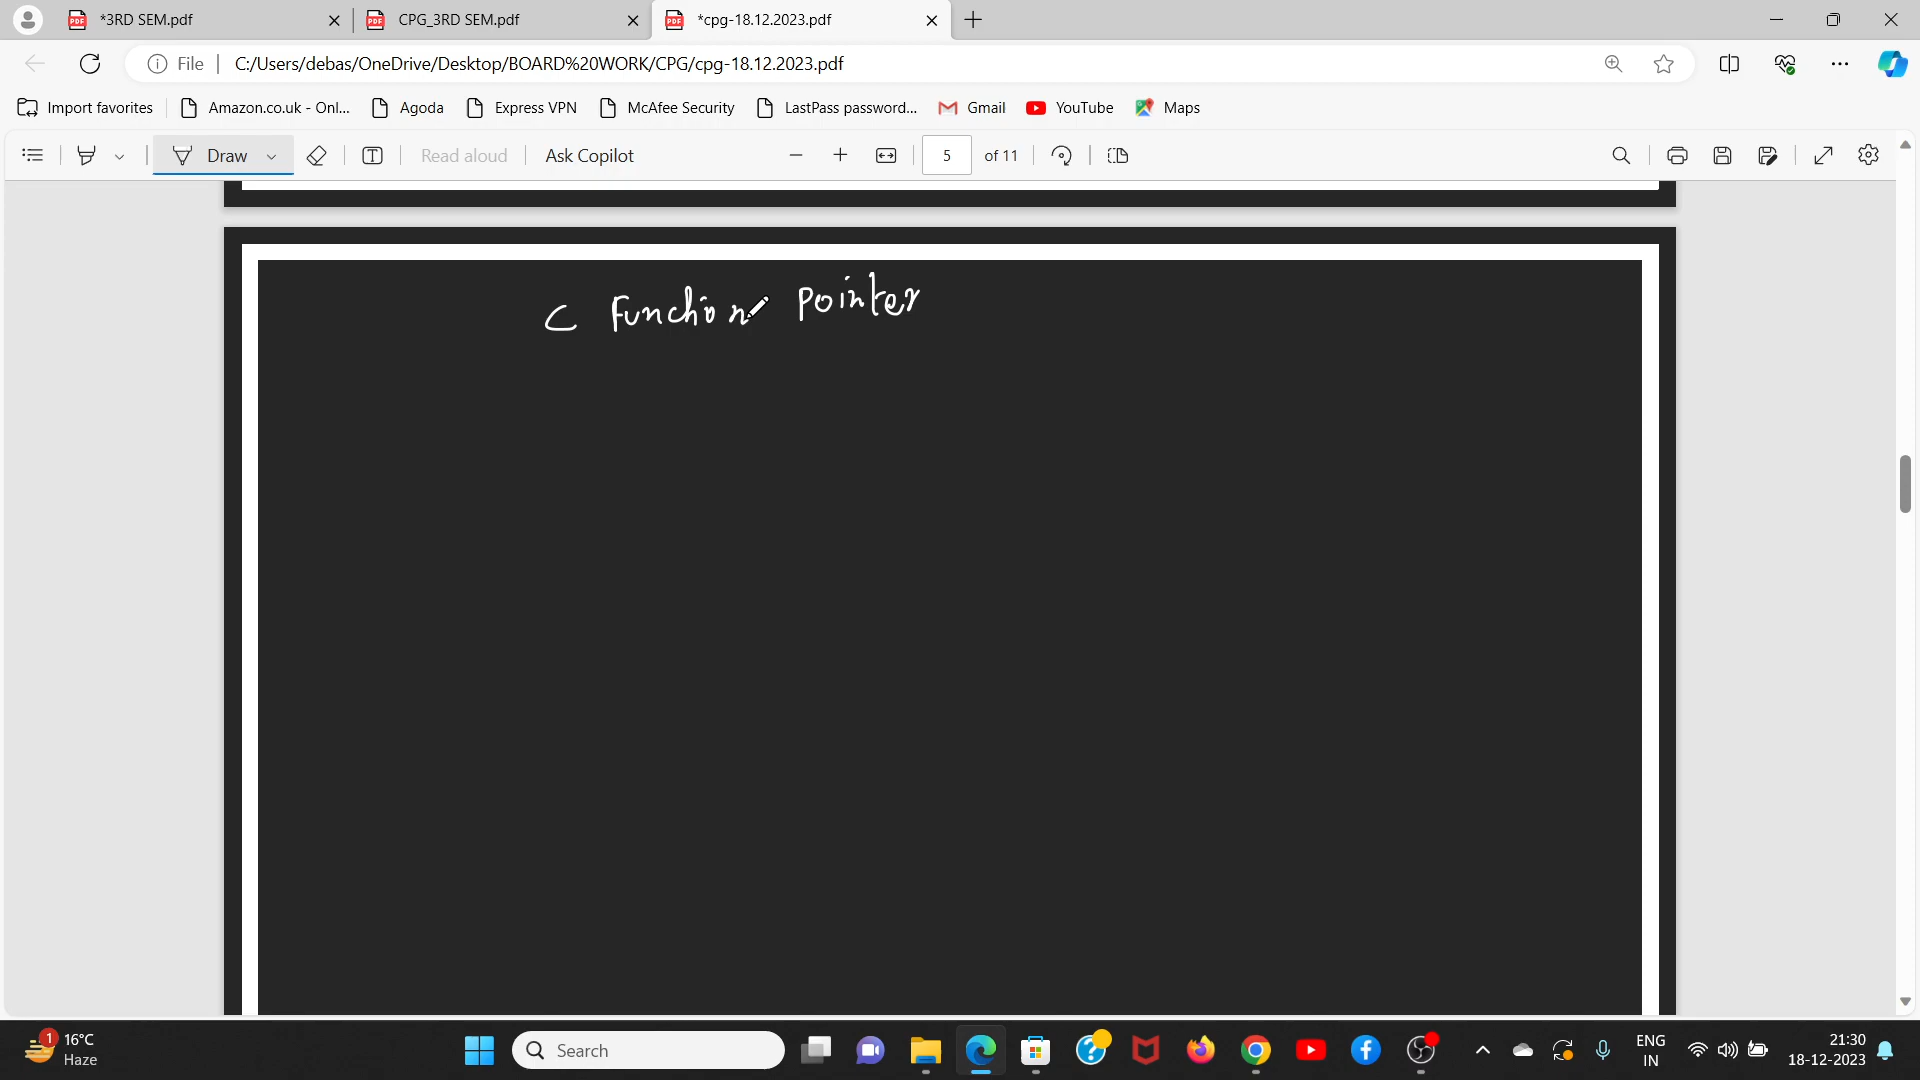 *3RD SEM.pdf
CPG_3RD SEM.pdf
*cpg-18.12.2023.pdf
File
C:/Users/debas/OneDrive/Desktop/BOARD%20WORK/CPG/cpg-18.12.2023.pdf
Import favorites
Amazon.co.uk - Onl...
Agoda
Express VPN
McAfee Security
LastPass password...
Gmail
YouTube
Maps
Draw
Read aloud
Ask Copilot
5 of 11
C Function Pointer
1
16°C
Haze
Search
ENG
IN
21:30
18-12-2023